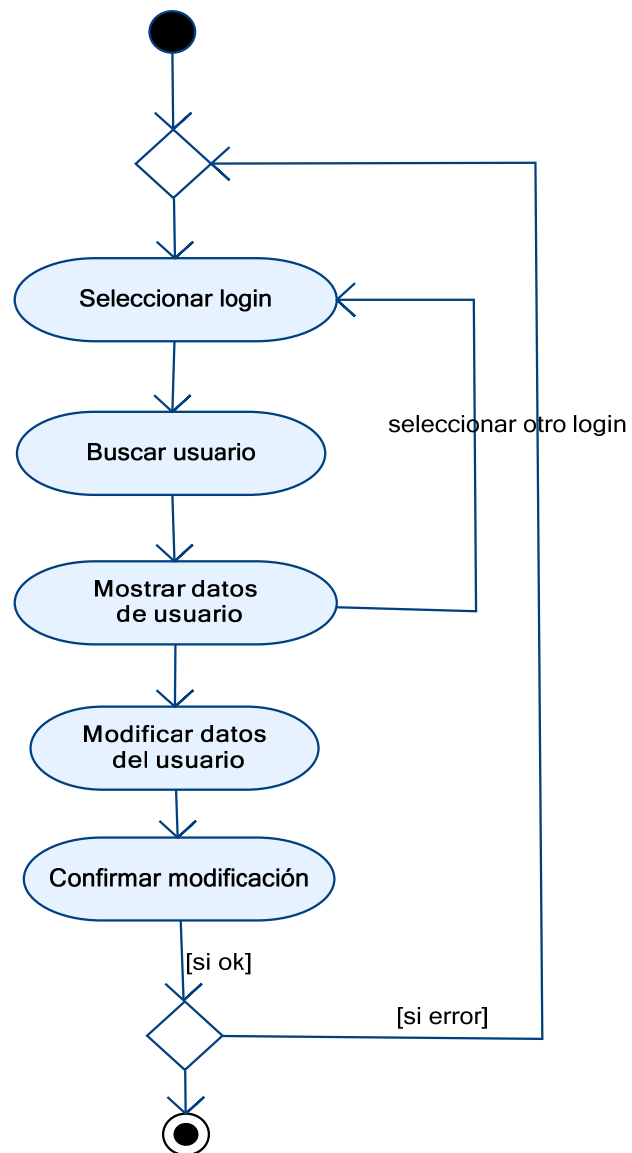 Seleccionar login
seleccionar otro login
Buscar usuario
Mostrar datos
de usuario
Modificar datos
del usuario
Confirmar modificación
[si ok]
[si error]